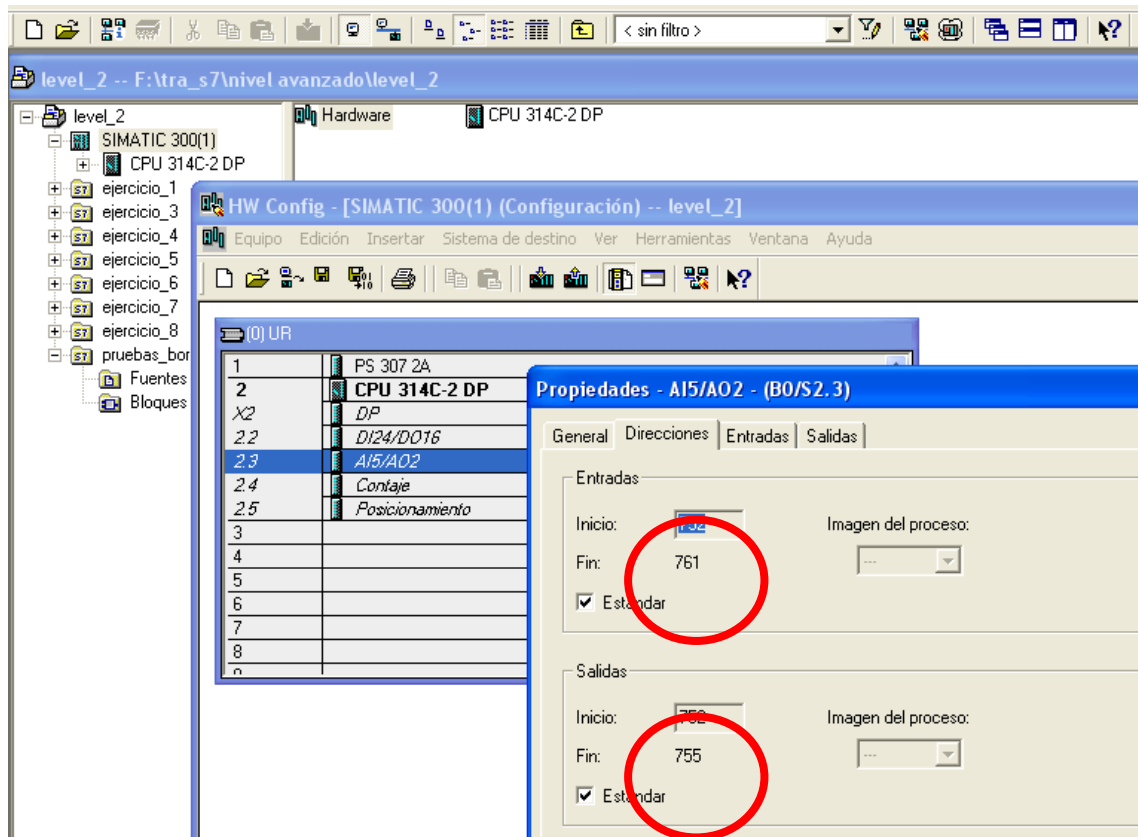 < sin filtro >
level_2 -- F:\tra_s7\nivel avanzado\level_2
level_2
SIMATIC 300(1)
CPU 314C-2 DP
ejercicio_1
ejercicio_3
ejercicio_4
ejercicio_5
ejercicio_6
ejercicio_7
ejercicio_8
pruebas_bor
Fuentes
Bloques
Hardware
CPU 314C-2 DP
HW Config - [SIMATIC 300(1) (Configuración) -- level_2]
Equipo Edición Insertar Sistema de destino Ver Herramientas Ventana Ayuda
(0) UR
1 PS 307 2A
2 CPU 314C-2 DP
X2 DP
2.2 DI24/DO16
2.3 AI5/AO2
2.4 Contaje
2.5 Posicionamiento
3
4
5
6
7
8
Propiedades - AI5/AO2 - (B0/S2.3)
General Direcciones Entradas Salidas
Entradas
Inicio: 752 Imagen del proceso:
Fin: 761 ---
Estándar
Salidas
Inicio: 752 Imagen del proceso:
Fin: 755 ---
Estándar